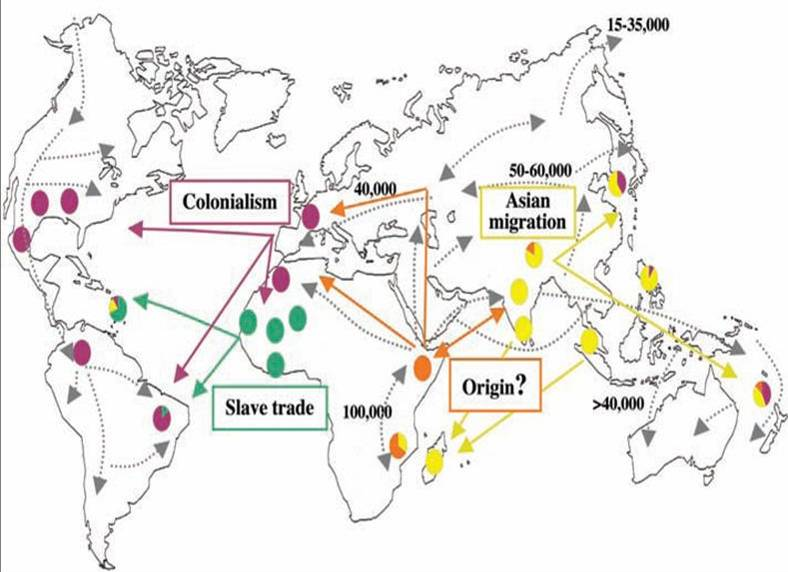 15-35,000
50-60,000
Colonialism
40,000
Asian
migration
Origin?
Slave trade
100,000
>40,000